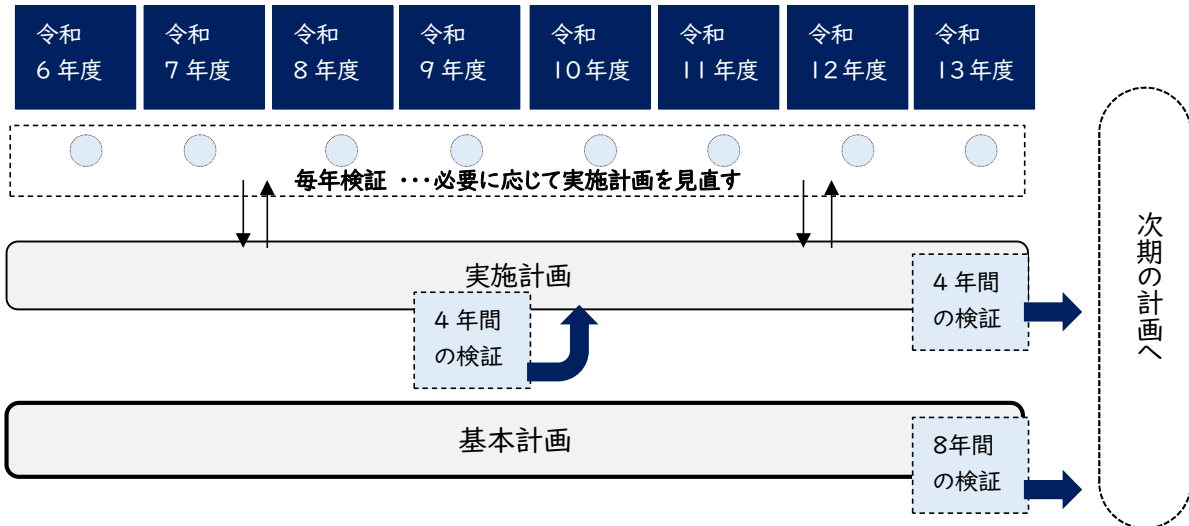 令和
６年度
令和
７年度
令和
８年度
令和
９年度
令和
10年度
令和
11年度
令和
12年度
令和
13年度
毎年検証 ・・・必要に応じて実施計画を見直す
実施計画
４年間
の検証
４年間
の検証
基本計画
8年間
の検証
次期の計画へ